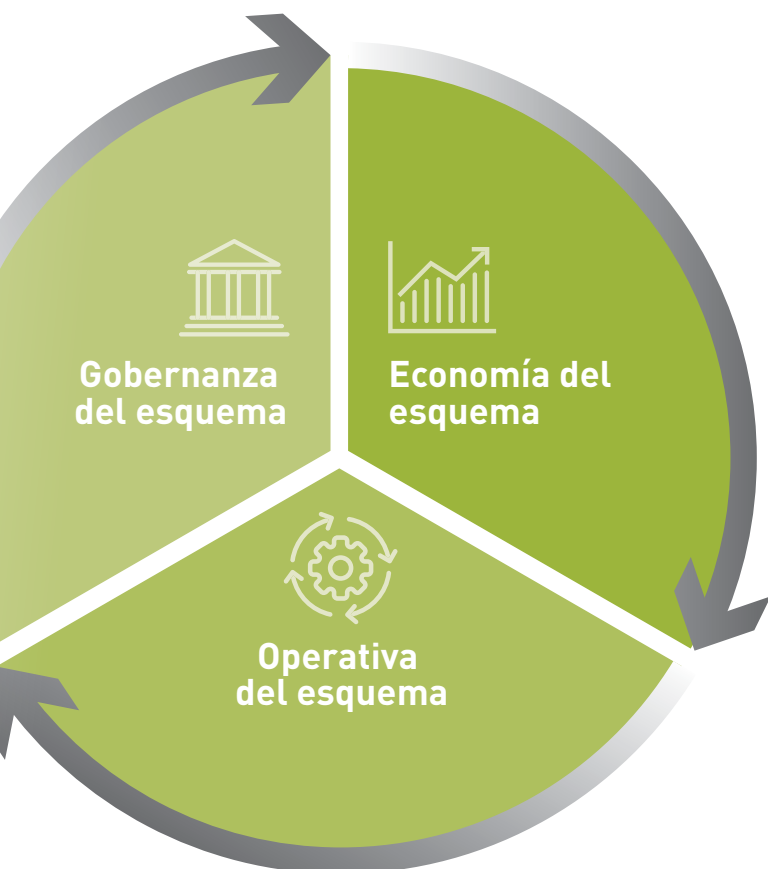 Gobernanza
del esquema
Economía del
esquema
Operativa
del esquema